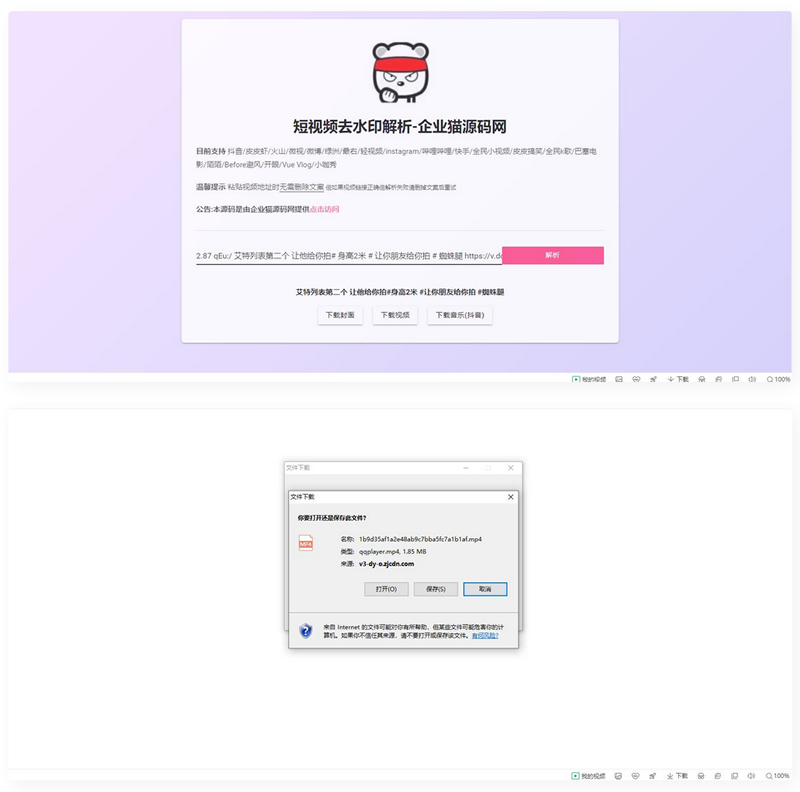 短视频去水印解析-企业猫源码网
目前支持 抖音/皮皮虾/火山/微视/微博/绿洲/最右/轻视频/instagram/哔哩哔哩/快手/全民小视频/皮皮搞笑/全民k歌/巴塞电
影/陌陌/Before避风/开眼/Vue Vlog/小咖秀
温馨提示 粘贴视频地址时无需删除文案 但如果视频链接正确但解析失败请删掉文案后重试
公告:本源码是由企业猫源码网提供点击访问
2.87 qEu:/ 艾特列表第二个 让他给你拍# 身高2米 # 让你朋友给你拍 # 蜘蛛腿 https://v.do
解析
艾特列表第二个 让他给你拍#身高2米 #让你朋友给你拍 #蜘蛛腿
下载封面 下载视频 下载音乐(抖音)
我的视频 下载 100%
文件下载
文件下载
你要打开还是保存此文件?
名称: 1b9d35af1a2e48ab9c7bba5fc7a1b1af.mp4
MP4
类型: qqplayer.mp4, 1.85 MB
来源: v3-dy-o.zjcdn.com
打开(O) 保存(S) 取消
来自 Internet 的文件可能对你有所帮助，但某些文件可能危害你的计
算机。如果你不信任其来源，请不要打开或保存该文件。有何风险?
我的视频 下载 100%